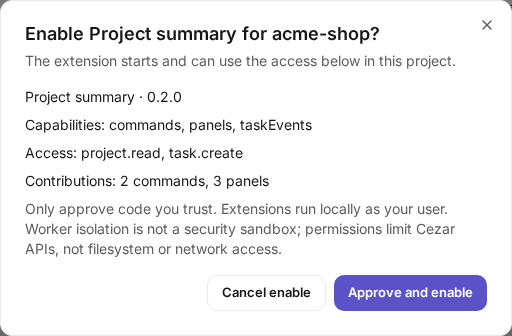 Enable Project summary for acme-shop?
The extension starts and can use the access below in this project.
Project summary · 0.2.0
Capabilities: commands, panels, taskEvents
Access: project.read, task.create
Contributions: 2 commands, 3 panels
Only approve code you trust. Extensions run locally as your user.
Worker isolation is not a security sandbox; permissions limit Cezar
APIs, not filesystem or network access.
Cancel enable
Approve and enable